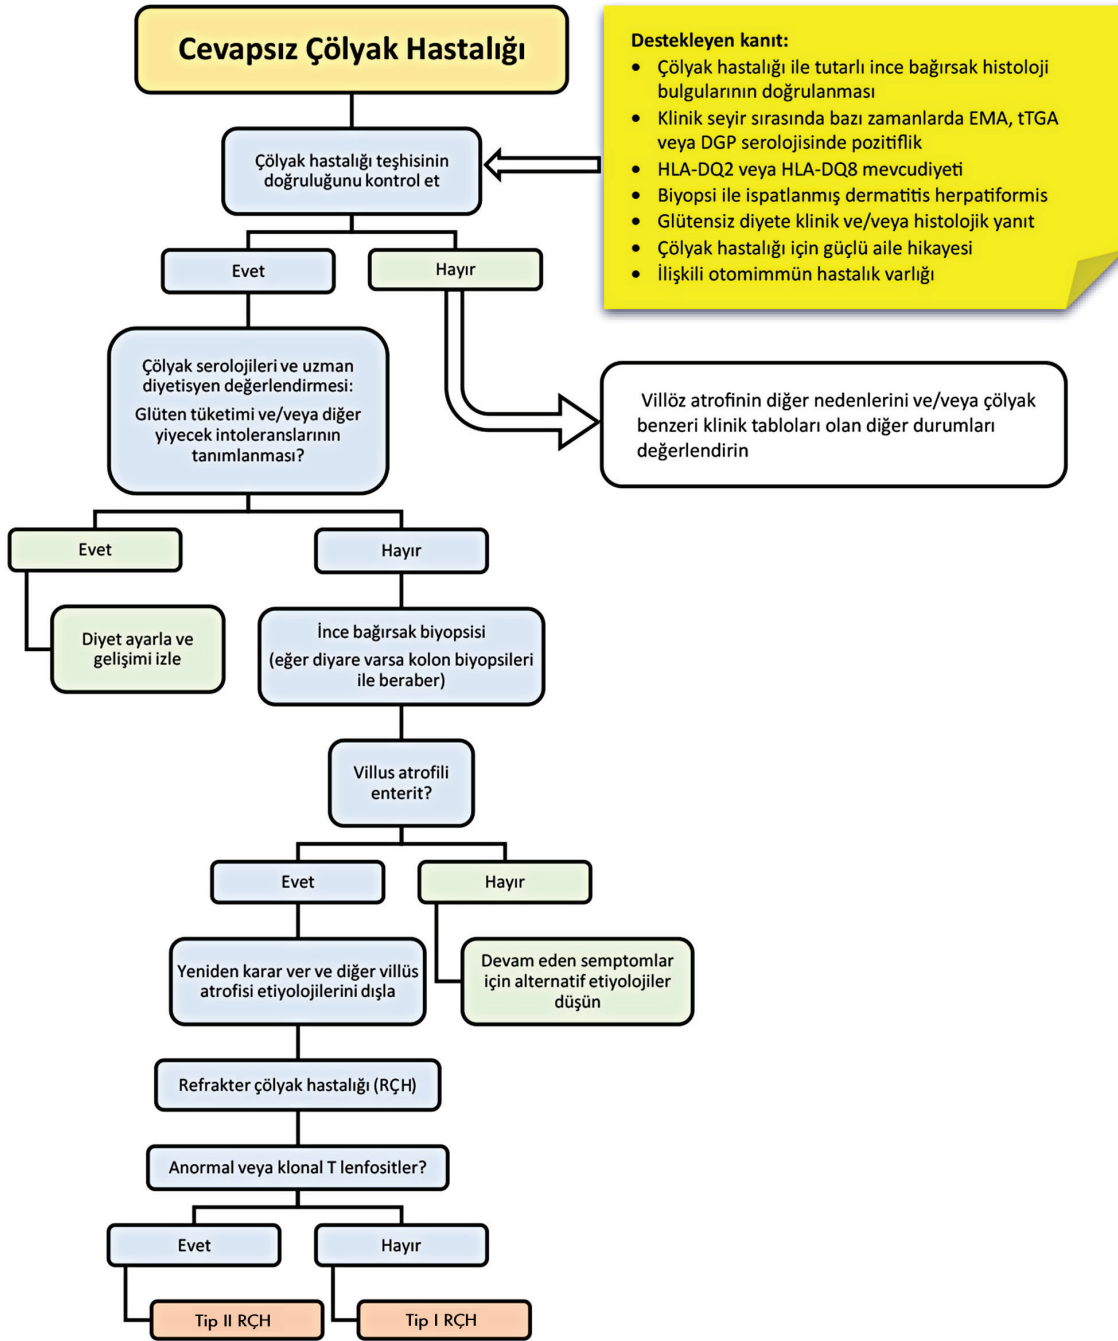 Cevapsız Çölyak Hastalığı
Destekleyen kanıt:
• Çölyak hastalığı ile tutarlı ince bağırsak histoloji
bulgularının doğrulanması
• Klinik seyir sırasında bazı zamanlarda EMA, tTGA
veya DGP serolojisinde pozitiflik
• HLA-DQ2 veya HLA-DQ8 mevcudiyeti
• Biyopsi ile ispatlanmış dermatitis herpatiformis
• Glütensiz diyete klinik ve/veya histolojik yanıt
• Çölyak hastalığı için güçlü aile hikayesi
• İlişkili otomimmün hastalık varlığı
Çölyak hastalığı teşhisinin
doğruluğunu kontrol et
Evet
Hayır
Çölyak serolojileri ve uzman
diyetisyen değerlendirmesi:
Glüten tüketimi ve/veya diğer
yiyecek intoleranslarının
tanımlanması?
Villöz atrofinin diğer nedenlerini ve/veya çölyak
benzeri klinik tabloları olan diğer durumları
değerlendirin
Evet
Hayır
Diyet ayarla ve
gelişimi izle
İnce bağırsak biyopsisi
(eğer diyare varsa kolon biyopsileri
ile beraber)
Villus atrofili
enterit?
Evet
Hayır
Yeniden karar ver ve diğer villüs
atrofisi etiyolojilerini dışla
Devam eden semptomlar
için alternatif etiyolojiler
düşün
Refrakter çölyak hastalığı (RÇH)
Anormal veya klonal T lenfositler?
Evet
Hayır
Tip II RÇH
Tip I RÇH